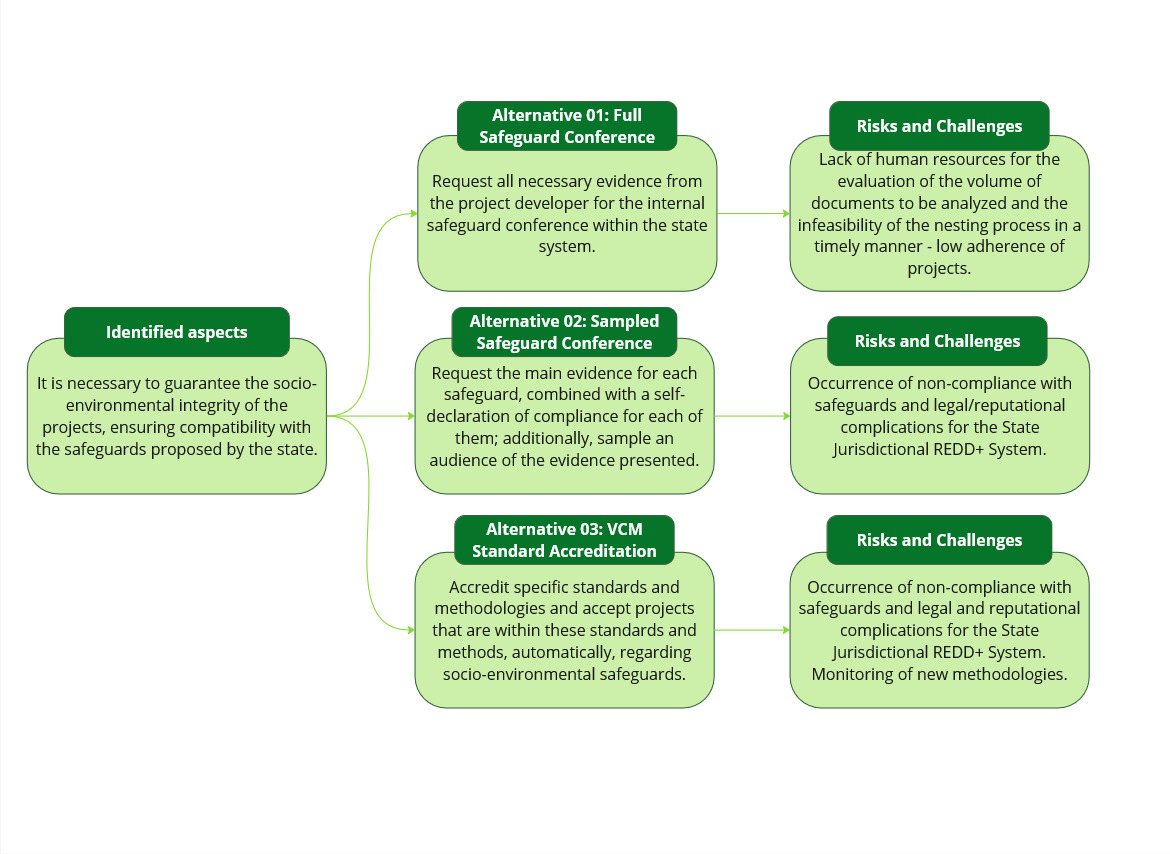 Identified aspects
It is necessary to guarantee the socio-
environmental integrity of the
projects, ensuring compatibility with
the safeguards proposed by the state.
Alternative 01: Full
Safeguard Conference
Request all necessary evidence from
the project developer for the internal
safeguard conference within the state
system.
Risks and Challenges
Lack of human resources for the
evaluation of the volume of
documents to be analyzed and the
infeasibility of the nesting process in a
timely manner - low adherence of
projects.
Alternative 02: Sampled
Safeguard Conference
Request the main evidence for each
safeguard, combined with a self-
declaration of compliance for each of
them; additionally, sample an
audience of the evidence presented.
Risks and Challenges
Occurrence of non-compliance with
safeguards and legal/reputational
complications for the State
Jurisdictional REDD+ System.
Alternative 03: VCM
Standard Accreditation
Accredit specific standards and
methodologies and accept projects
that are within these standards and
methods, automatically, regarding
socio-environmental safeguards.
Risks and Challenges
Occurrence of non-compliance with
safeguards and legal and reputational
complications for the State
Jurisdictional REDD+ System.
Monitoring of new methodologies.